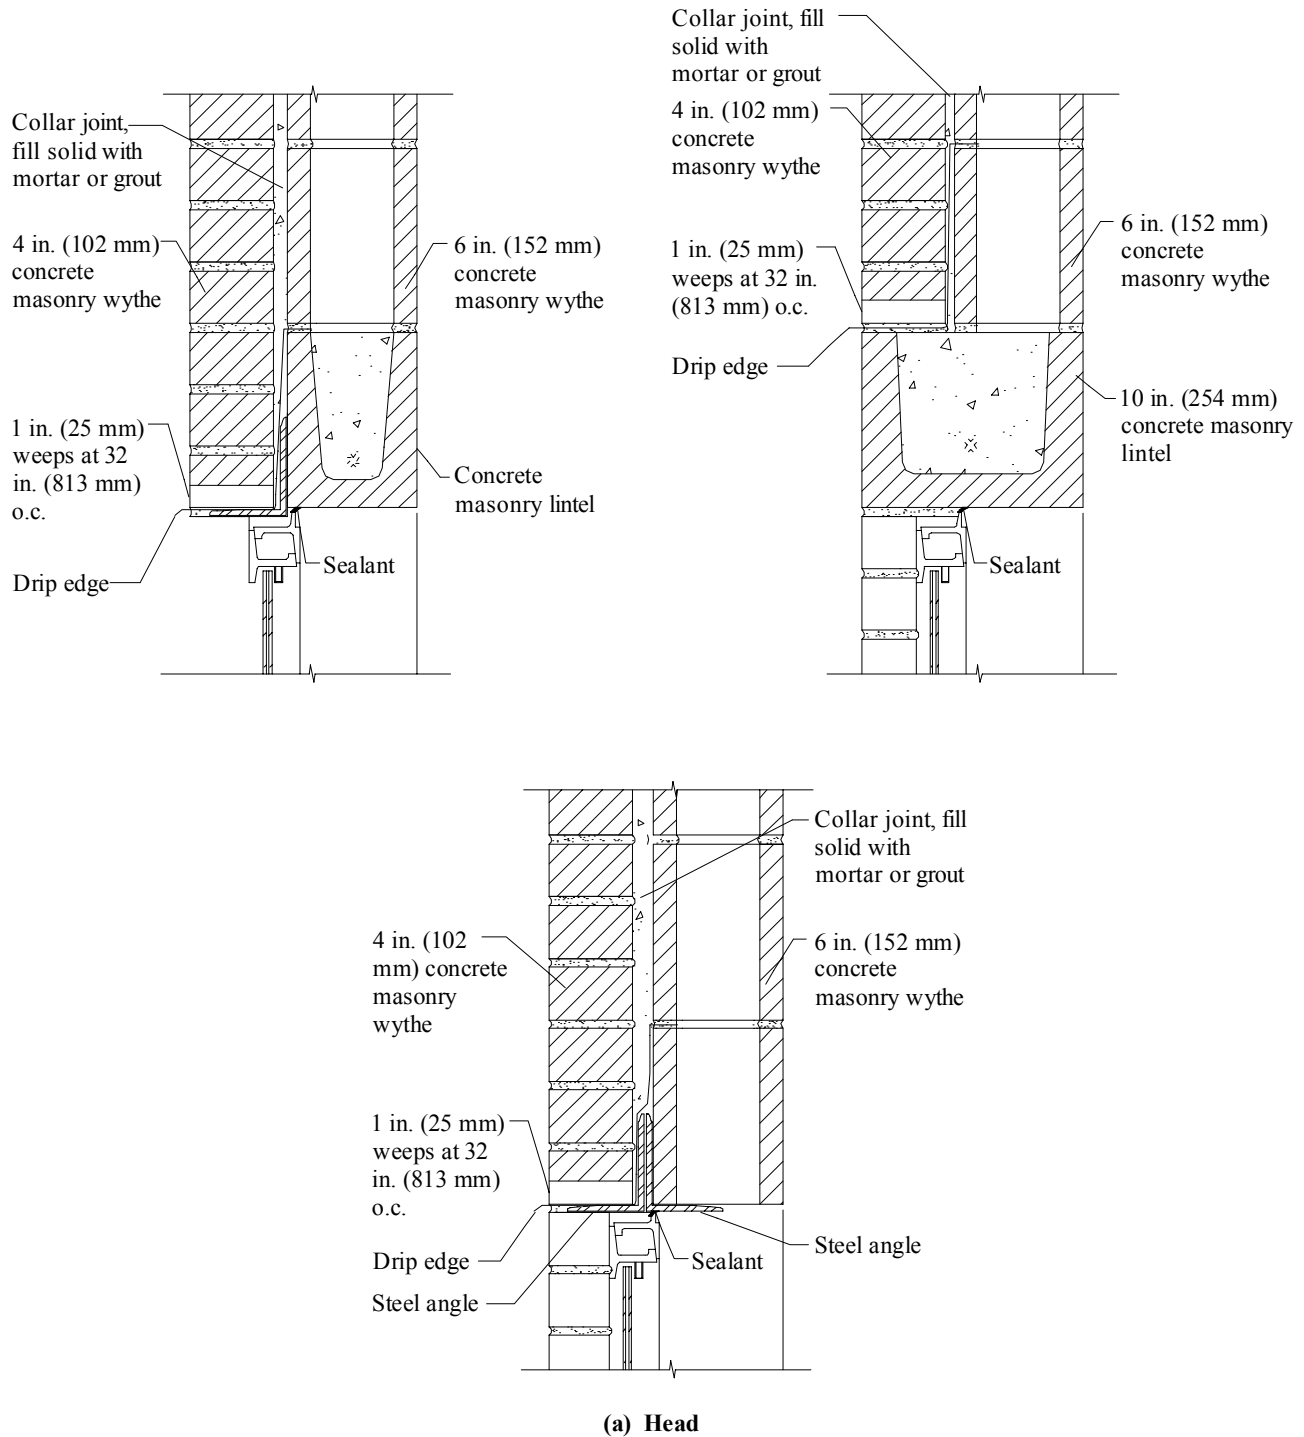 Collar joint,
fill solid with
mortar or grout
4 in. (102 mm)
concrete
masonry wythe
1 in. (25 mm)
weeps at 32
in. (813 mm)
o.c.
Drip edge
6 in. (152 mm)
concrete
masonry wythe
Concrete
masonry lintel
Sealant
Collar joint, fill
solid with
mortar or grout
4 in. (102 mm)
concrete
masonry wythe
1 in. (25 mm)
weeps at 32 in.
(813 mm) o.c.
Drip edge
6 in. (152 mm)
concrete
masonry wythe
10 in. (254 mm)
concrete masonry
lintel
Sealant
Collar joint, fill
solid with
mortar or grout
4 in. (102
mm) concrete
masonry
wythe
6 in. (152 mm)
concrete
masonry wythe
1 in. (25 mm)
weeps at 32
in. (813 mm)
o.c.
Drip edge
Steel angle
Sealant
Steel angle
(a) Head